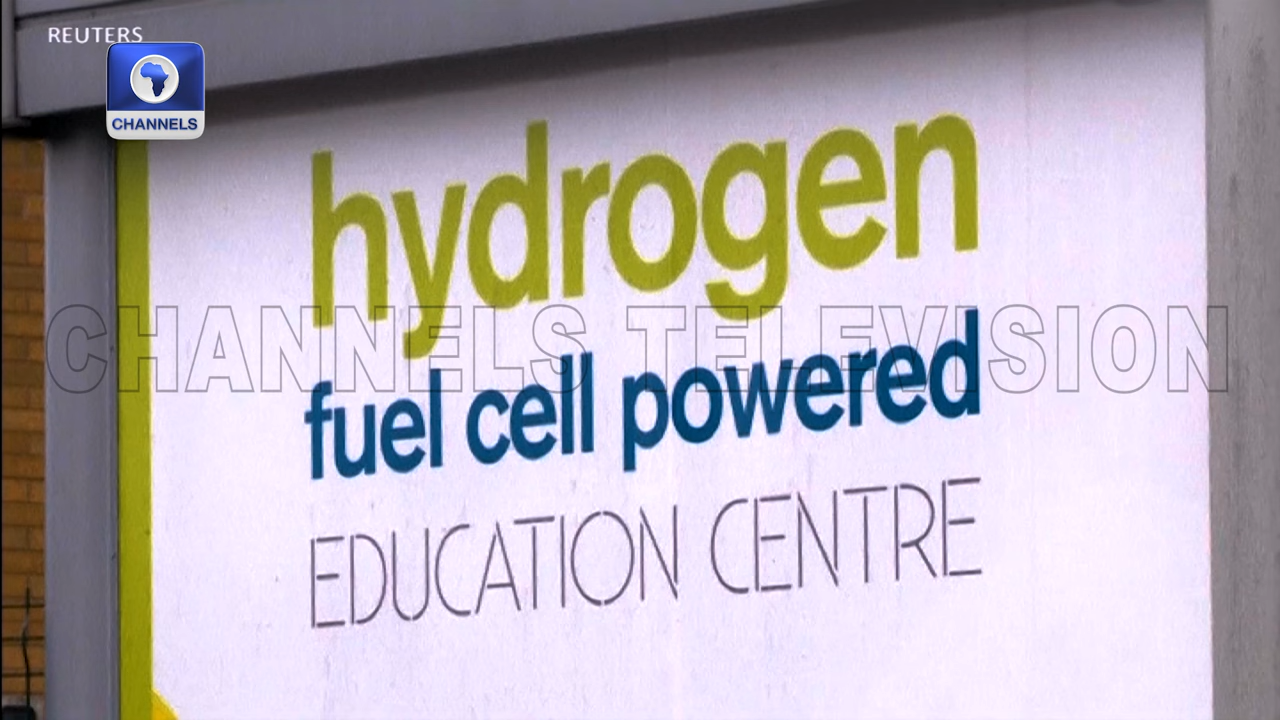 REUTERS
CHANNELS
hydrogen
CHANNELS TELEVISION
fuel cell powered
EDUCATION CENTRE